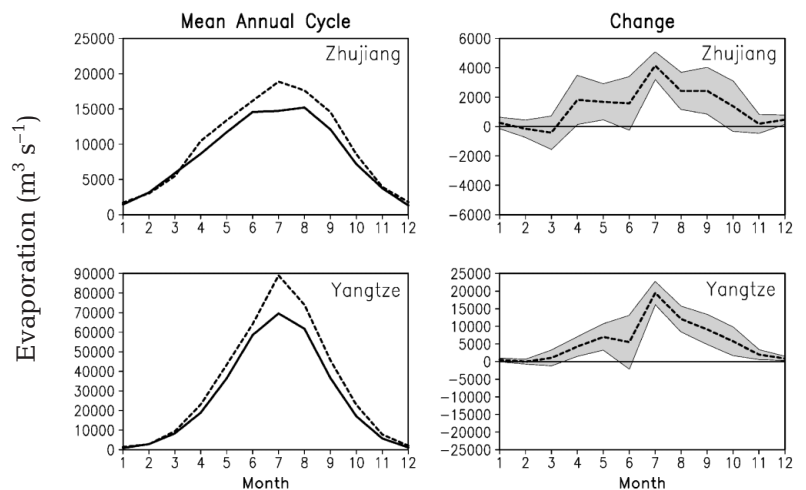 Mean Annual Cycle
Change
Evaporation (m³ s⁻¹)
25000
20000
15000
10000
5000
0
Zhujiang
1 2 3 4 5 6 7 8 9 10 11 12
6000
4000
2000
0
−2000
−4000
−6000
Zhujiang
1 2 3 4 5 6 7 8 9 10 11 12
90000
80000
70000
60000
50000
40000
30000
20000
10000
0
Yangtze
1 2 3 4 5 6 7 8 9 10 11 12
Month
25000
20000
15000
10000
5000
0
−5000
−10000
−15000
−20000
−25000
Yangtze
1 2 3 4 5 6 7 8 9 10 11 12
Month